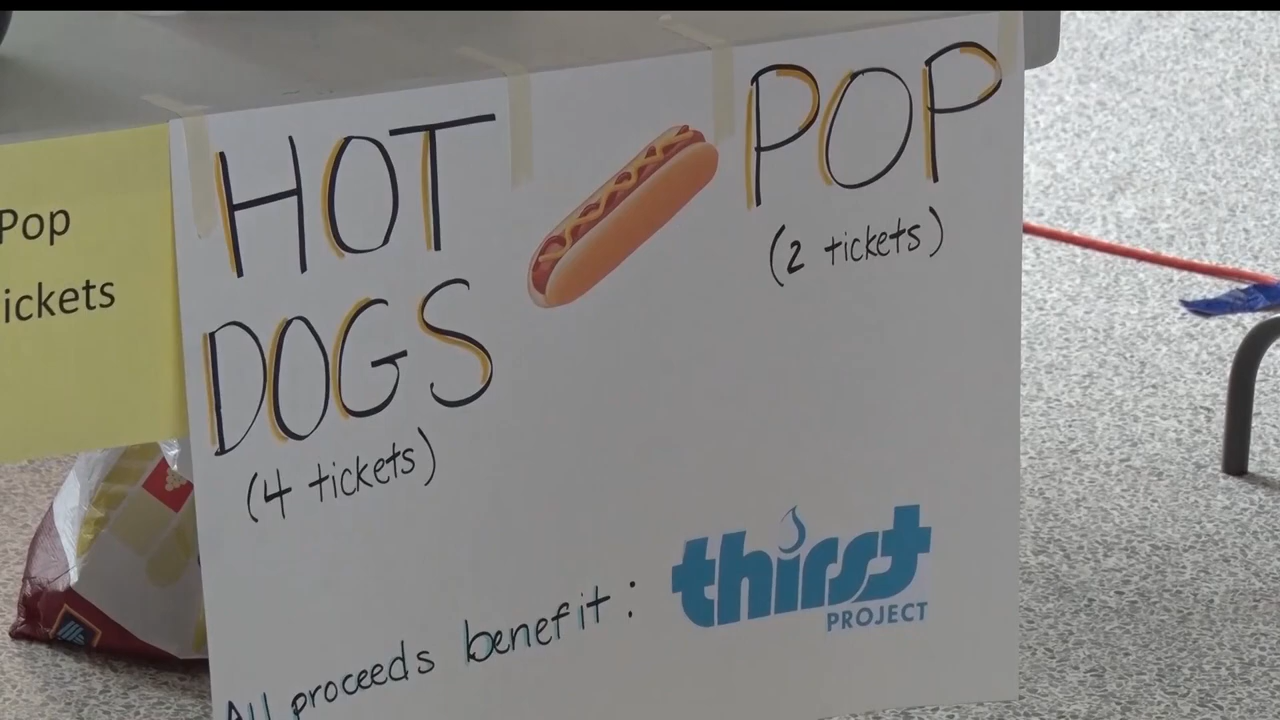 Pop
ickets
HOT
DOGS
(4 tickets)
POP
(2 tickets)
All proceeds benefit:
thirst
PROJECT